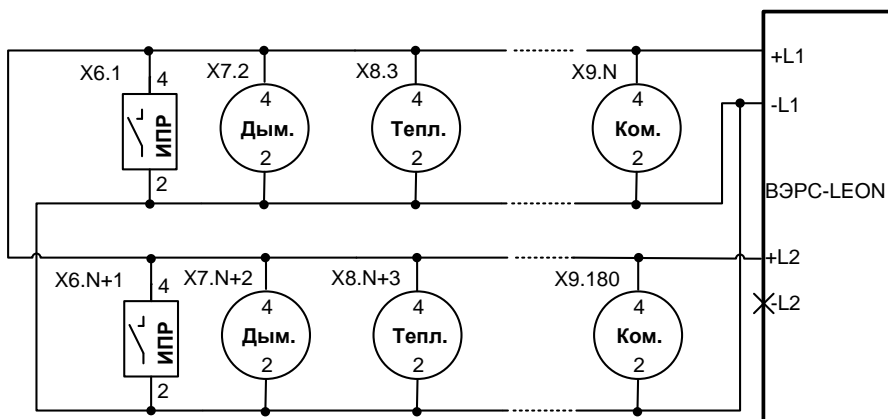 +L1
X6.1 X7.2 X8.3 X9.N
4 4 4 4
-L1
ИПР Дым. Тепл. Ком.
2 2 2 2
ВЭРС-LEON
+L2
X6.N+1 X7.N+2 X8.N+3 X9.180
4 4 4 4
-L2
ИПР Дым. Тепл. Ком.
2 2 2 2